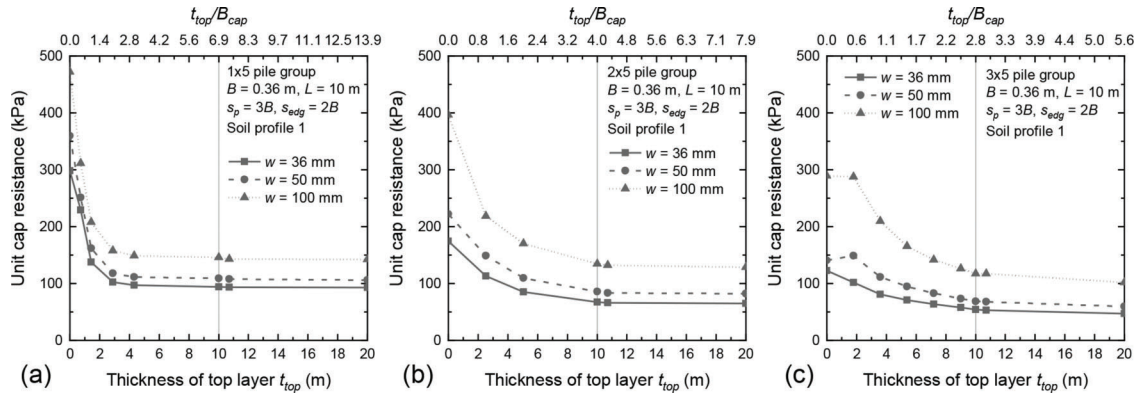 t_top/B_cap
0.0 1.4 2.8 4.2 5.6 6.9 8.3 9.7 11.1 12.5 13.9
500
400
300
200
100
0
Unit cap resistance (kPa)
1x5 pile group
B = 0.36 m, L = 10 m
s_p = 3B, s_edg = 2B
Soil profile 1
w = 36 mm
w = 50 mm
w = 100 mm
0 2 4 6 8 10 12 14 16 18 20
(a) Thickness of top layer t_top (m)
t_top/B_cap
0.0 0.8 1.6 2.4 3.2 4.0 4.8 5.6 6.3 7.1 7.9
500
400
300
200
100
0
Unit cap resistance (kPa)
2x5 pile group
B = 0.36 m, L = 10 m
s_p = 3B, s_edg = 2B
Soil profile 1
w = 36 mm
w = 50 mm
w = 100 mm
0 2 4 6 8 10 12 14 16 18 20
(b) Thickness of top layer t_top (m)
t_top/B_cap
0.0 0.6 1.1 1.7 2.2 2.8 3.4 3.9 4.5 5.1 5.6
500
400
300
200
100
0
Unit cap resistance (kPa)
w = 36 mm
w = 50 mm
w = 100 mm
3x5 pile group
B = 0.36 m, L = 10 m
s_p = 3B, s_edg = 2B
Soil profile 1
0 2 4 6 8 10 12 14 16 18 20
(c) Thickness of top layer t_top (m)